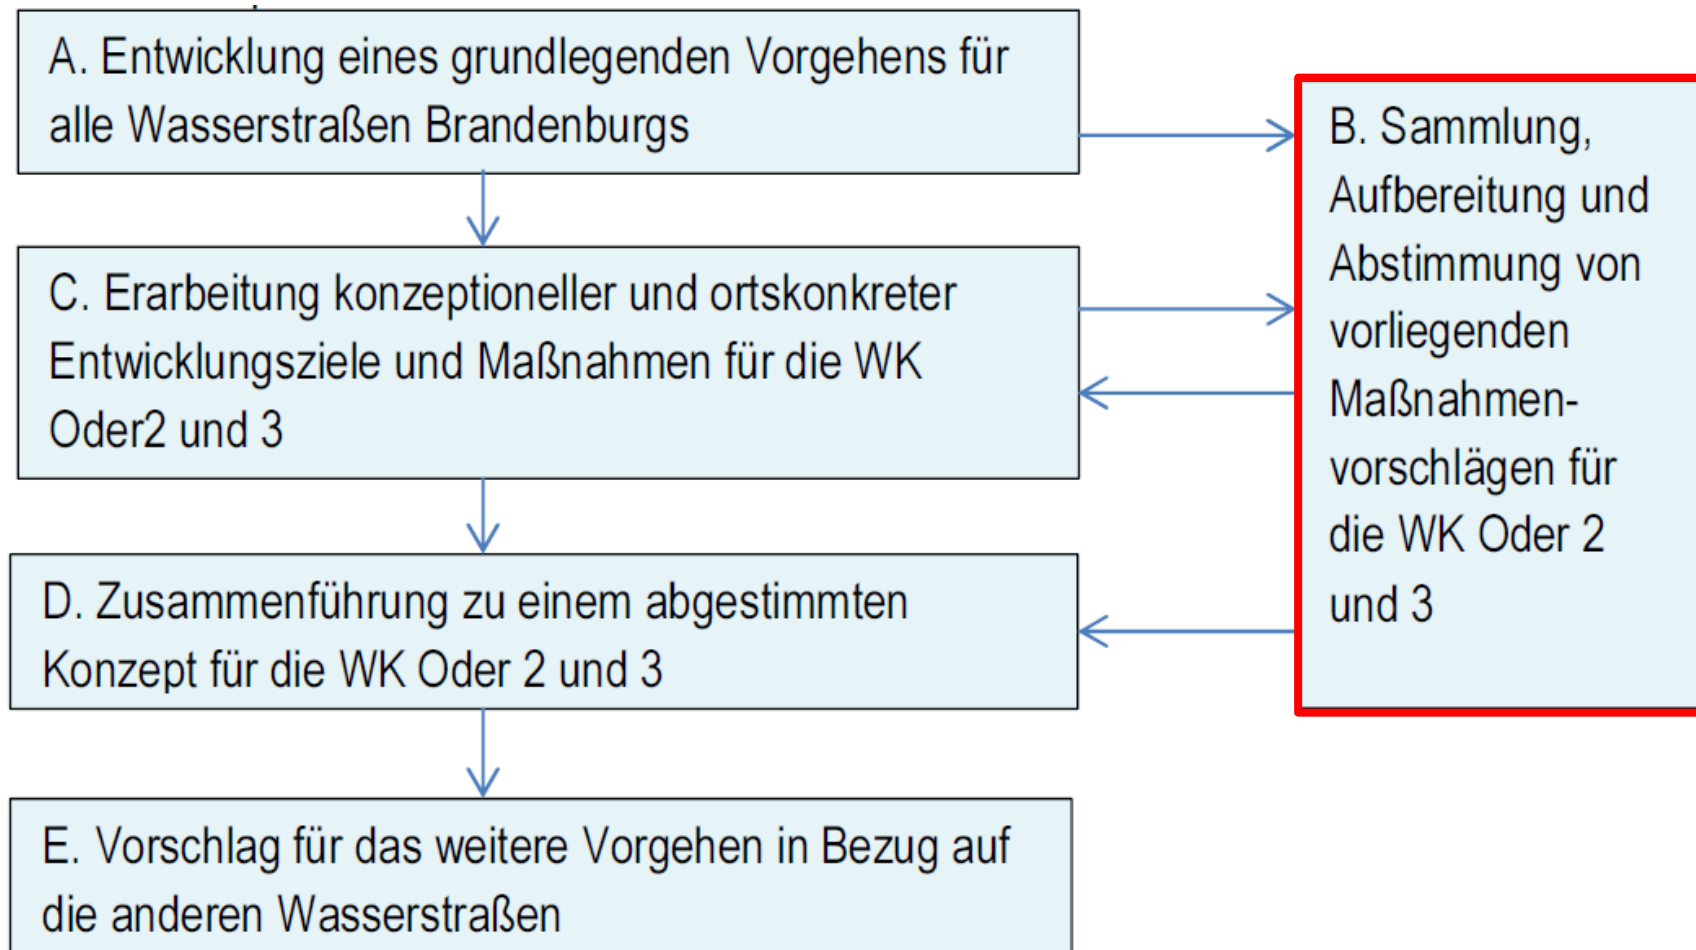 A. Entwicklung eines grundlegenden Vorgehens für
alle Wasserstraßen Brandenburgs
B. Sammlung,
Aufbereitung und
Abstimmung von
vorliegenden
Maßnahmen-
vorschlägen für
die WK Oder 2
und 3
C. Erarbeitung konzeptioneller und ortskonkreter
Entwicklungsziele und Maßnahmen für die WK
Oder2 und 3
D. Zusammenführung zu einem abgestimmten
Konzept für die WK Oder 2 und 3
E. Vorschlag für das weitere Vorgehen in Bezug auf
die anderen Wasserstraßen